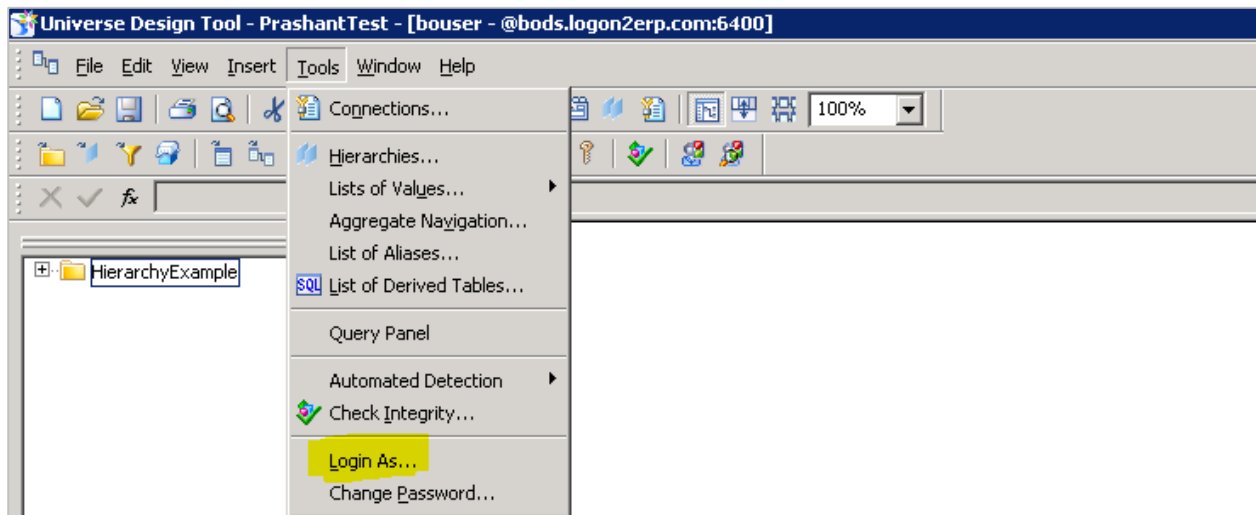 Universe Design Tool - PrashantTest - [bouser - @bods.logon2erp.com:6400]
File Edit View Insert Tools Window Help
Connections...
100%
Hierarchies...
Lists of Values...
fx
Aggregate Navigation...
List of Aliases...
HierarchyExample
SQL List of Derived Tables...
Query Panel
Automated Detection
Check Integrity...
Login As...
Change Password...